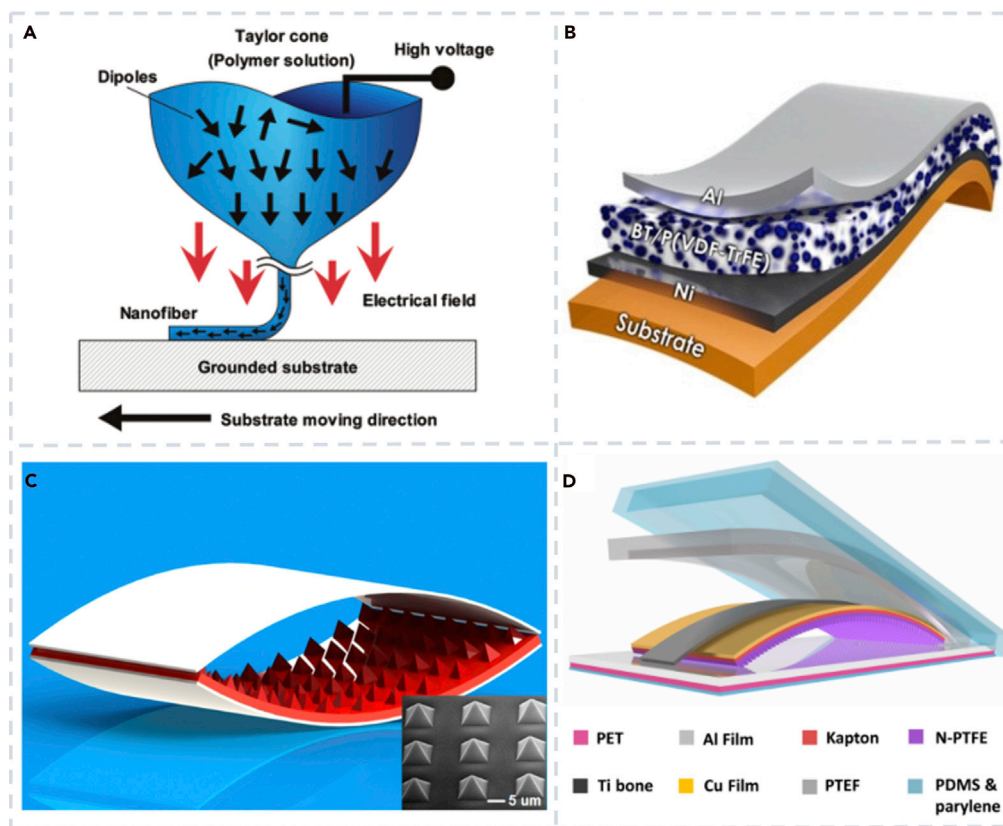 A
Taylor cone
(Polymer solution)
High voltage
Dipoles
Nanofiber
Electrical field
Grounded substrate
Substrate moving direction
B
Al
BT/P(VDF-TrFE)
Ni
Substrate
C
5 um
D
PET
Al Film
Kapton
N-PTFE
Ti bone
Cu Film
PTEF
PDMS &
parylene